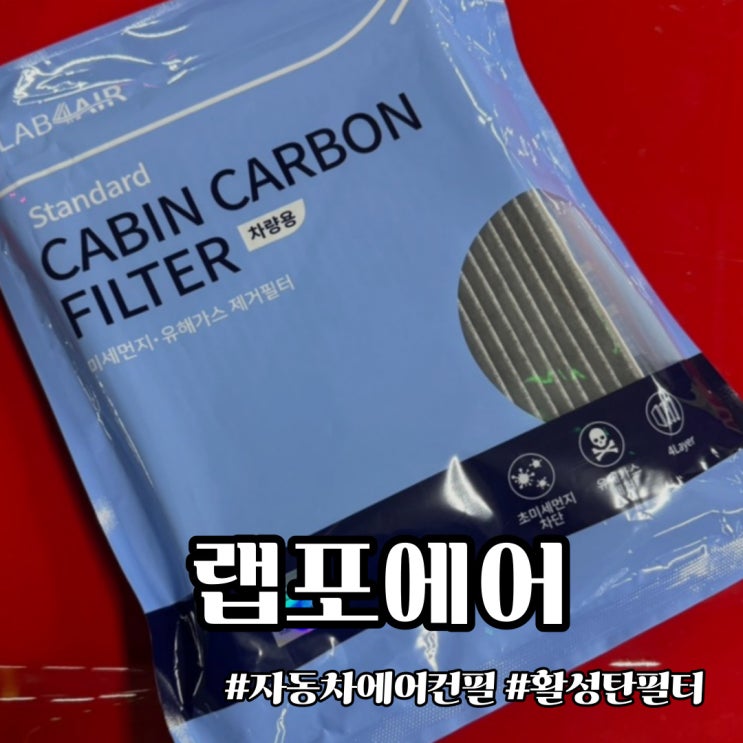 LAB4AIR
Standard
CABIN CARBON
FILTER 차량용
미세먼지·유해가스 제거필터
4Layer
초미세먼지
차단
랩포에어
#자동차에어컨필 #활성탄필터